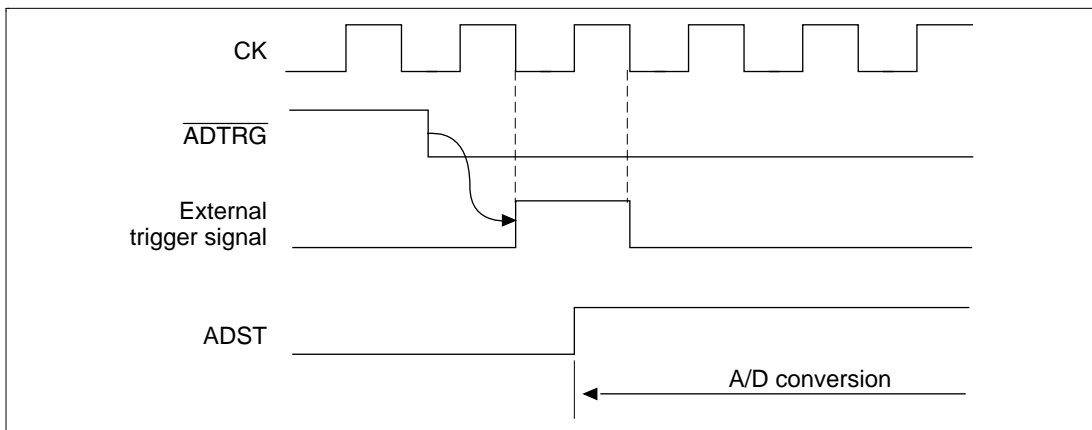 CK
ADTRG
External
trigger signal
ADST
A/D conversion